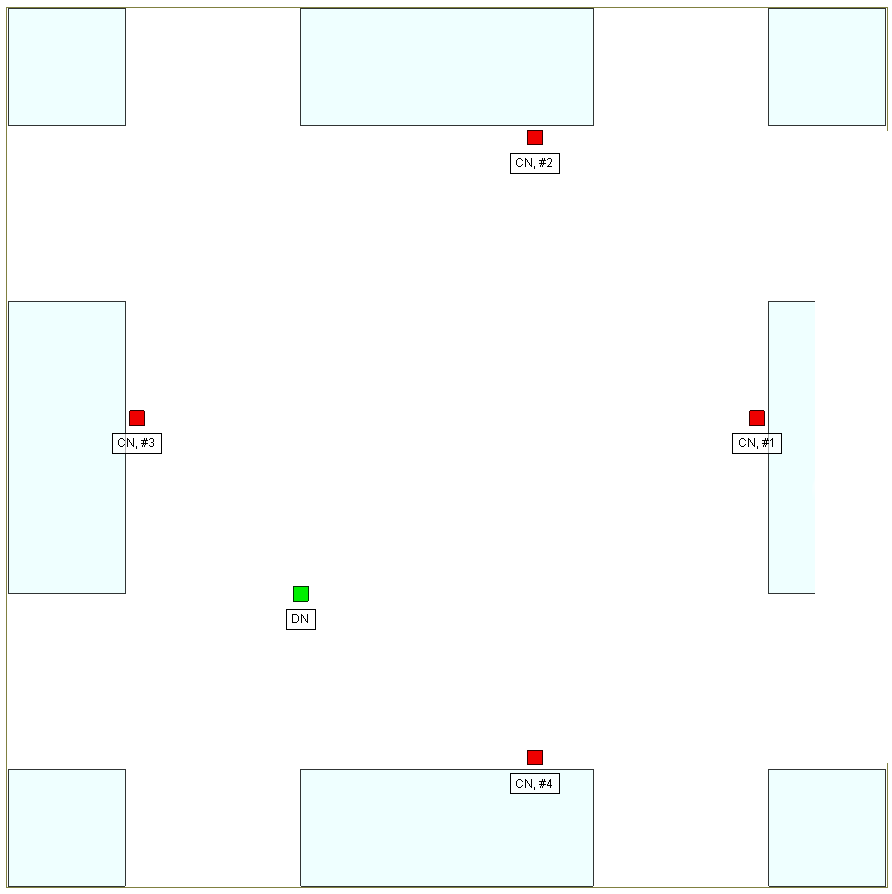 CN, #2
CN, #3
CN, #1
DN
CN, #4